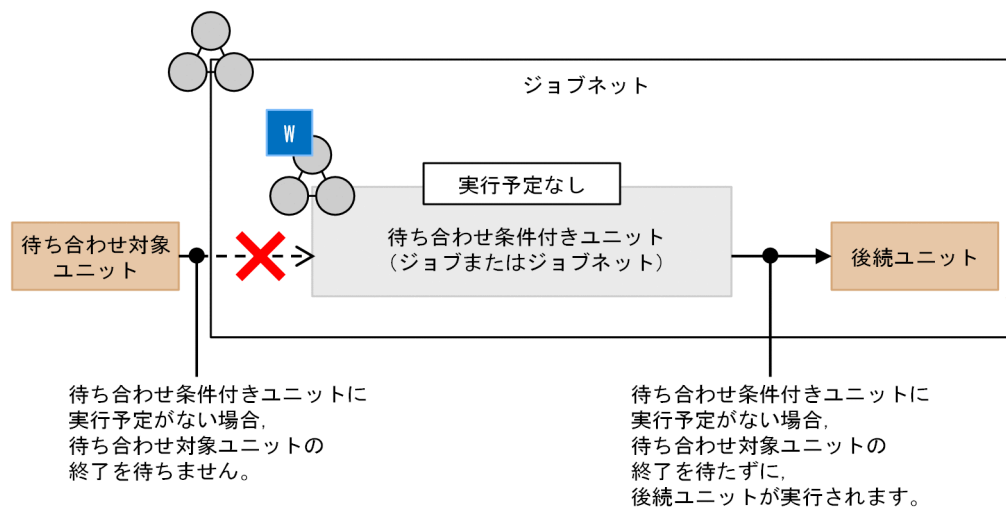 ジョブネット
W
実行予定なし
待ち合わせ対象
ユニット
待ち合わせ条件付きユニット
（ジョブまたはジョブネット）
後続ユニット
待ち合わせ条件付きユニットに
実行予定がない場合,
待ち合わせ対象ユニットの
終了を待ちません。
待ち合わせ条件付きユニットに
実行予定がない場合,
待ち合わせ対象ユニットの
終了を待たずに,
後続ユニットが実行されます。